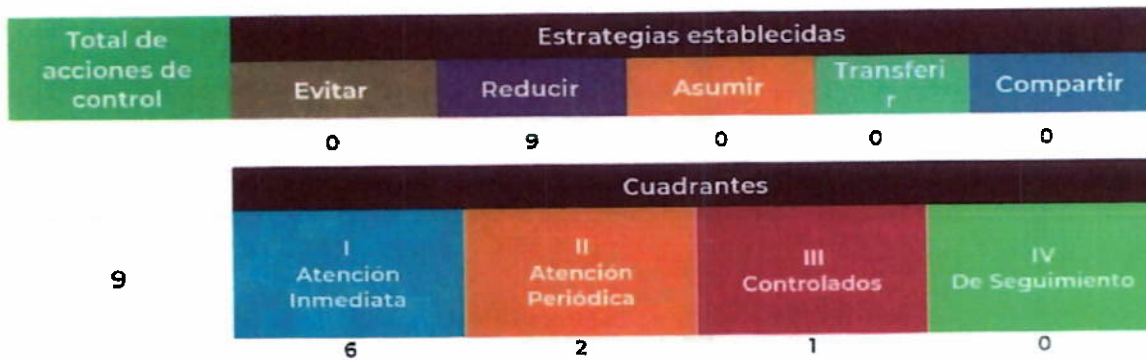 Total de
acciones de
control
Estrategias establecidas
Evitar
Reducir
Asumir
Transferi
r
Compartir
0
9
0
0
0
Cuadrantes
9
I
Atención
Inmediata
II
Atención
Periódica
III
Controlados
IV
De Seguimiento
6
2
1
0